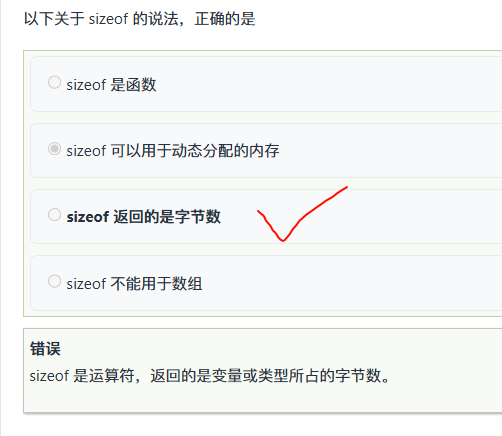 以下关于 sizeof 的说法，正确的是
sizeof 是函数
sizeof 可以用于动态分配的内存
sizeof 返回的是字节数
sizeof 不能用于数组
错误
sizeof 是运算符，返回的是变量或类型所占的字节数。